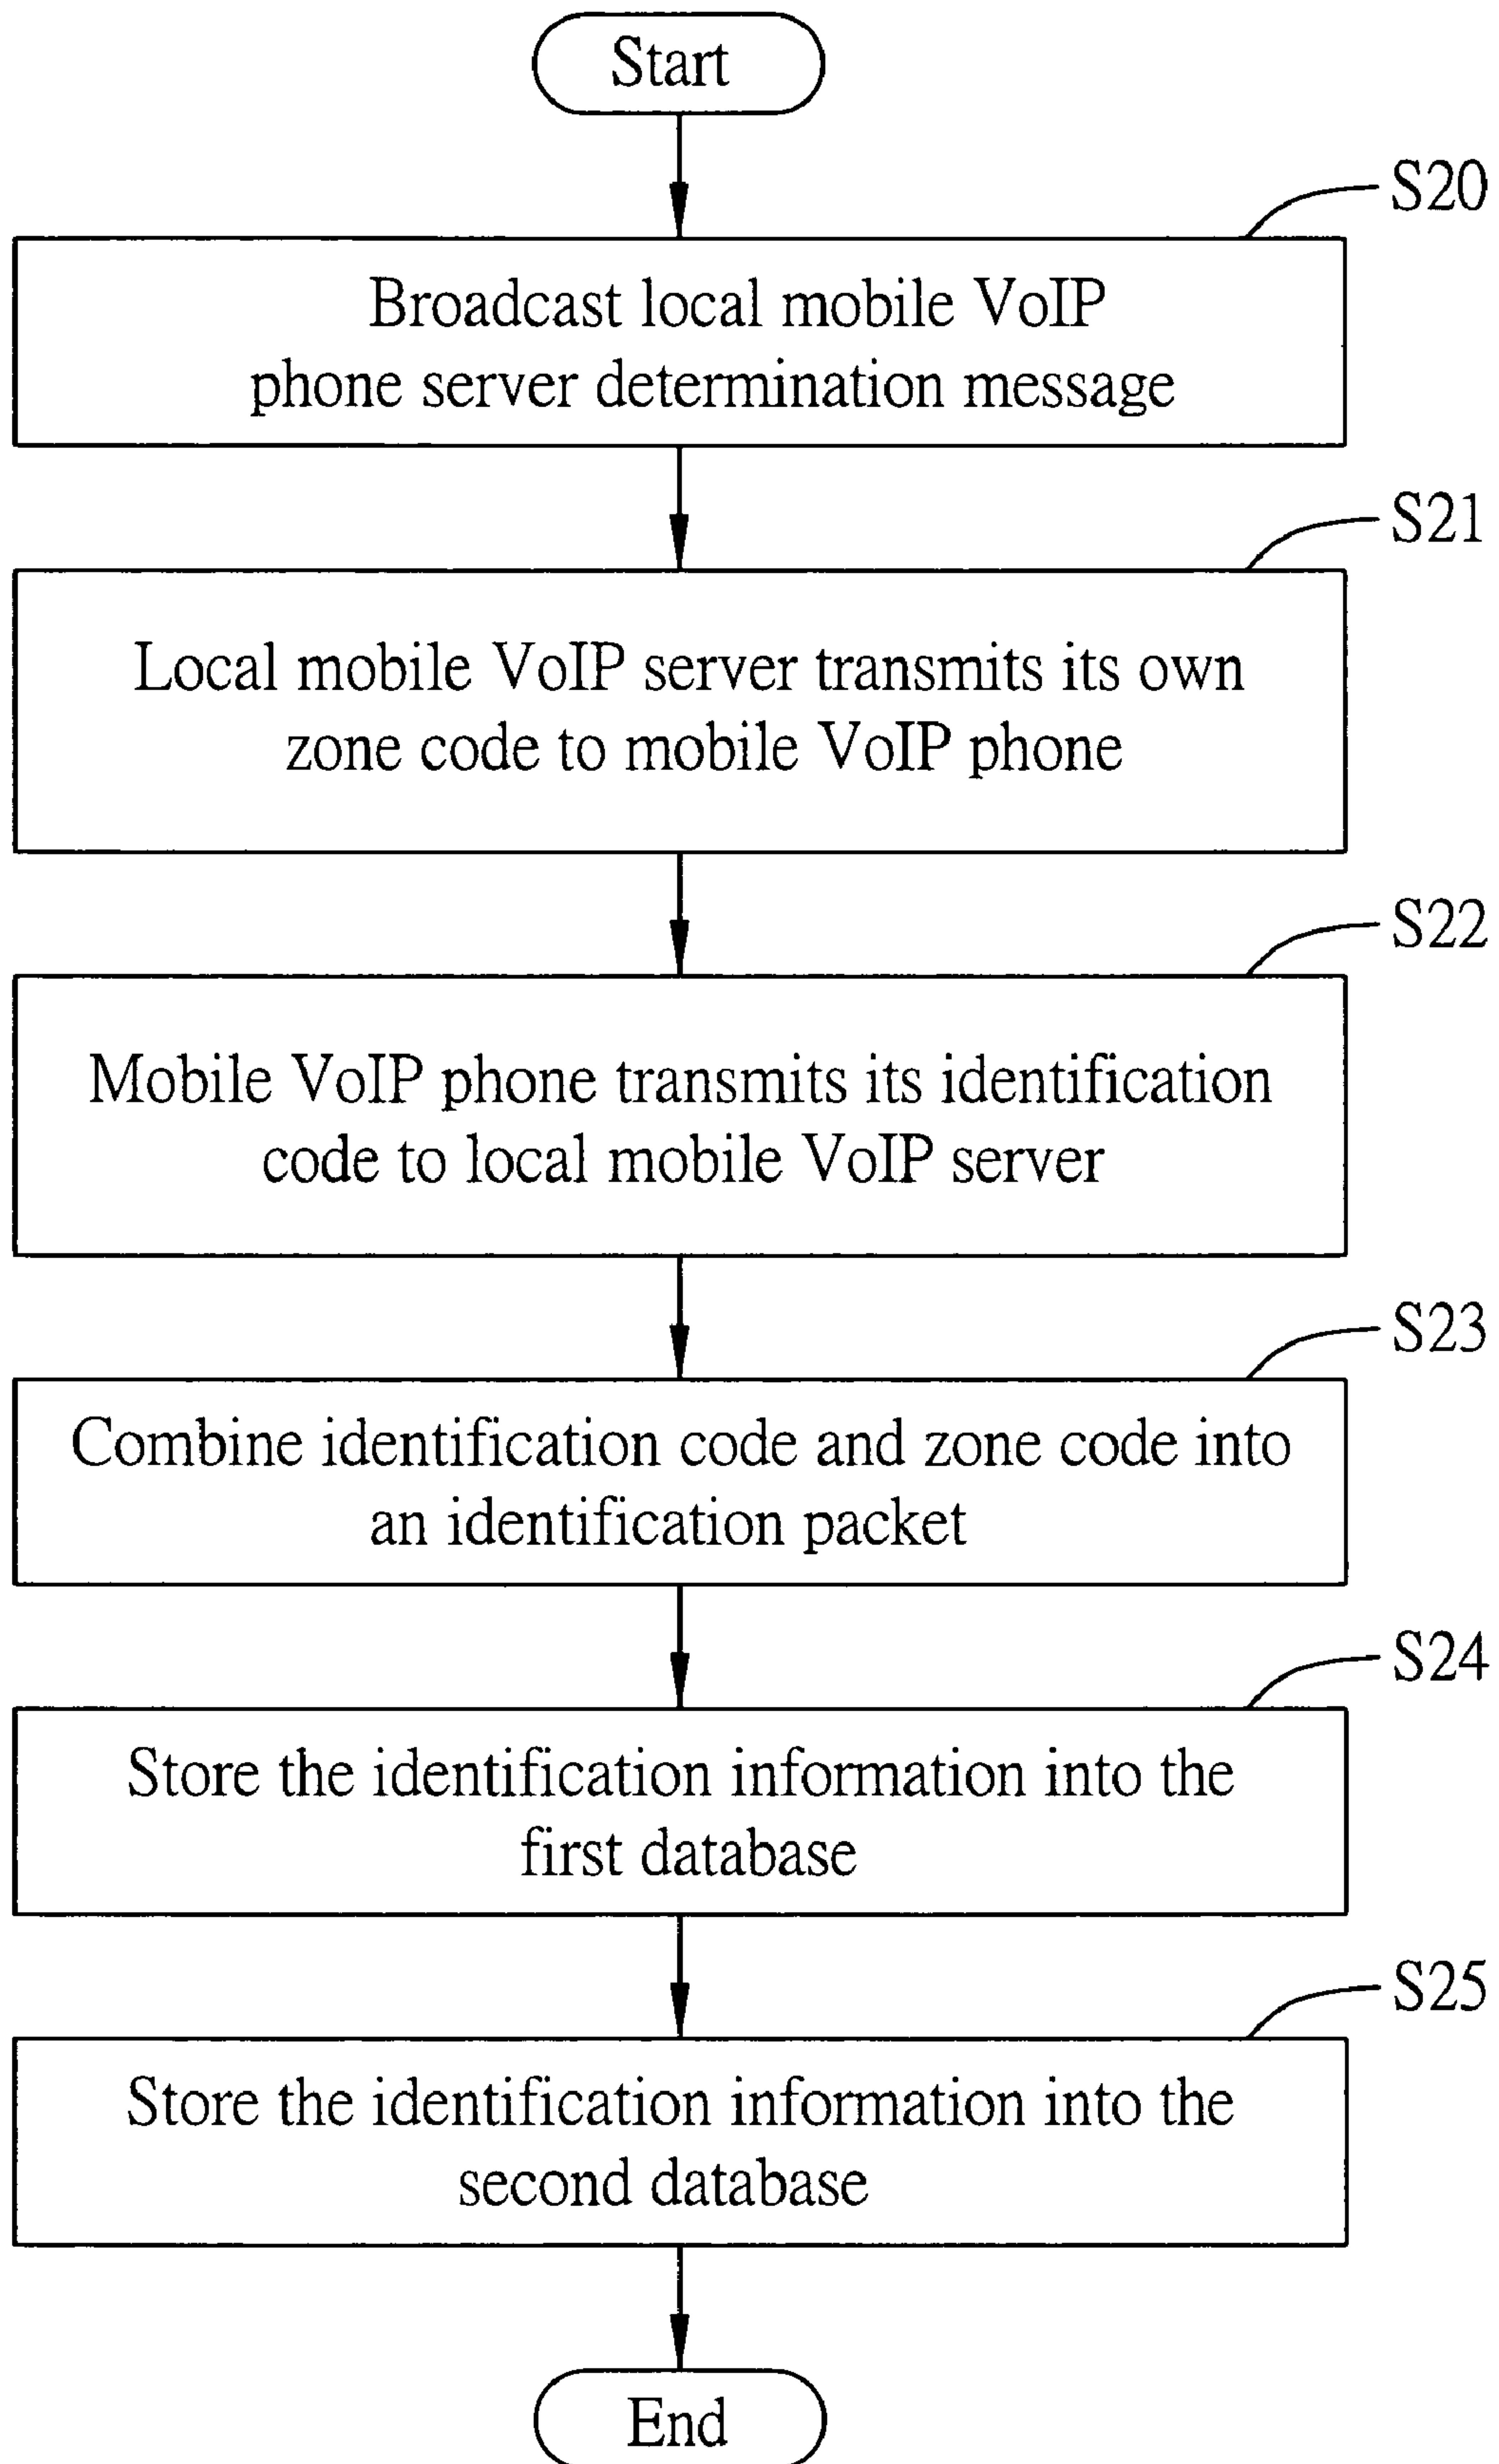 Start
S20
Broadcast local mobile VoIP
phone server determination message
S21
Local mobile VoIP server transmits its own
zone code to mobile VoIP phone
S22
Mobile VoIP phone transmits its identification
code to local mobile VoIP server
S23
Combine identification code and zone code into
an identification packet
S24
Store the identification information into the
first database
S25
Store the identification information into the
second database
End